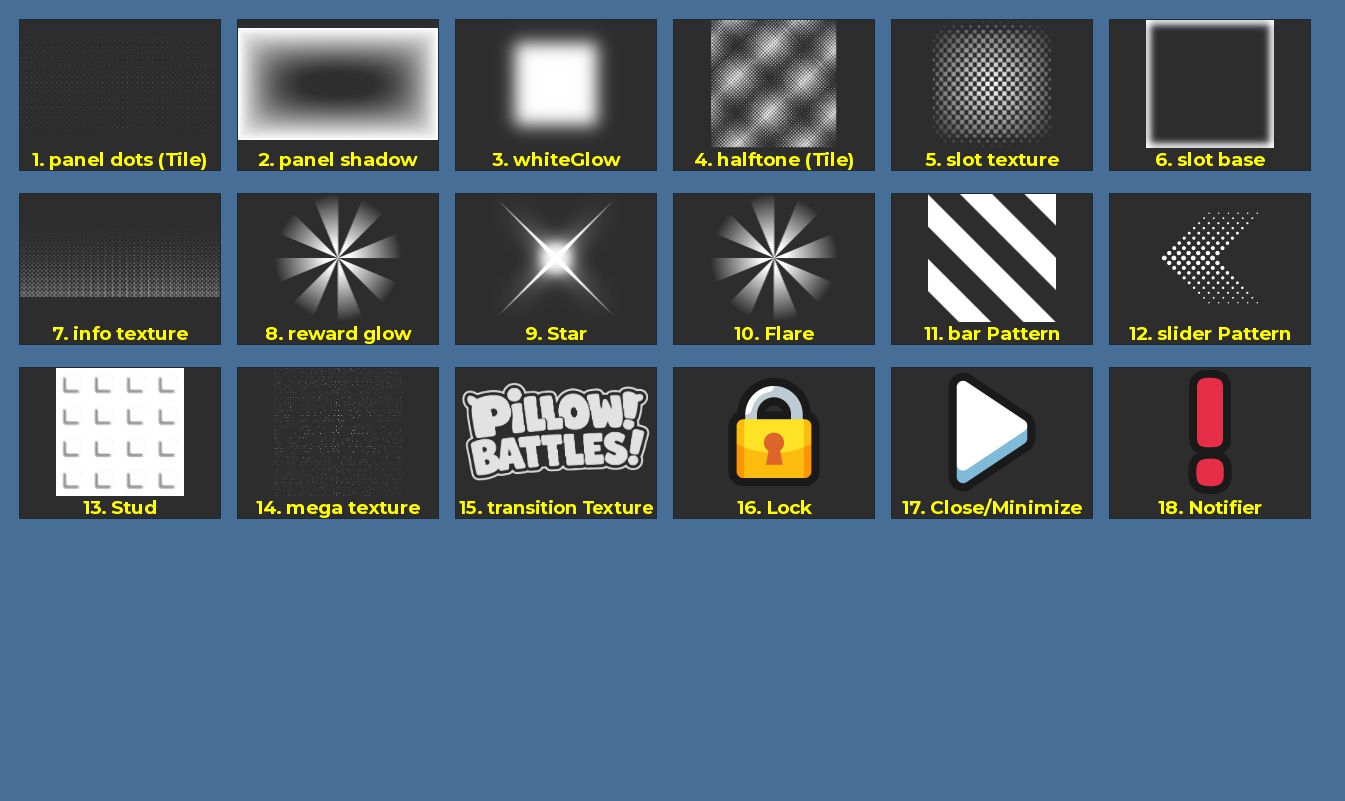 1. panel dots (Tile)
2. panel shadow
3. whiteGlow
4. halftone (Tile)
5. slot texture
6. slot base
7. info texture
8. reward glow
9. Star
10. Flare
11. bar Pattern
12. slider Pattern
PiLLOW!
BATTLES!
13. Stud
14. mega texture
15. transition Texture
16. Lock
17. Close/Minimize
18. Notifier